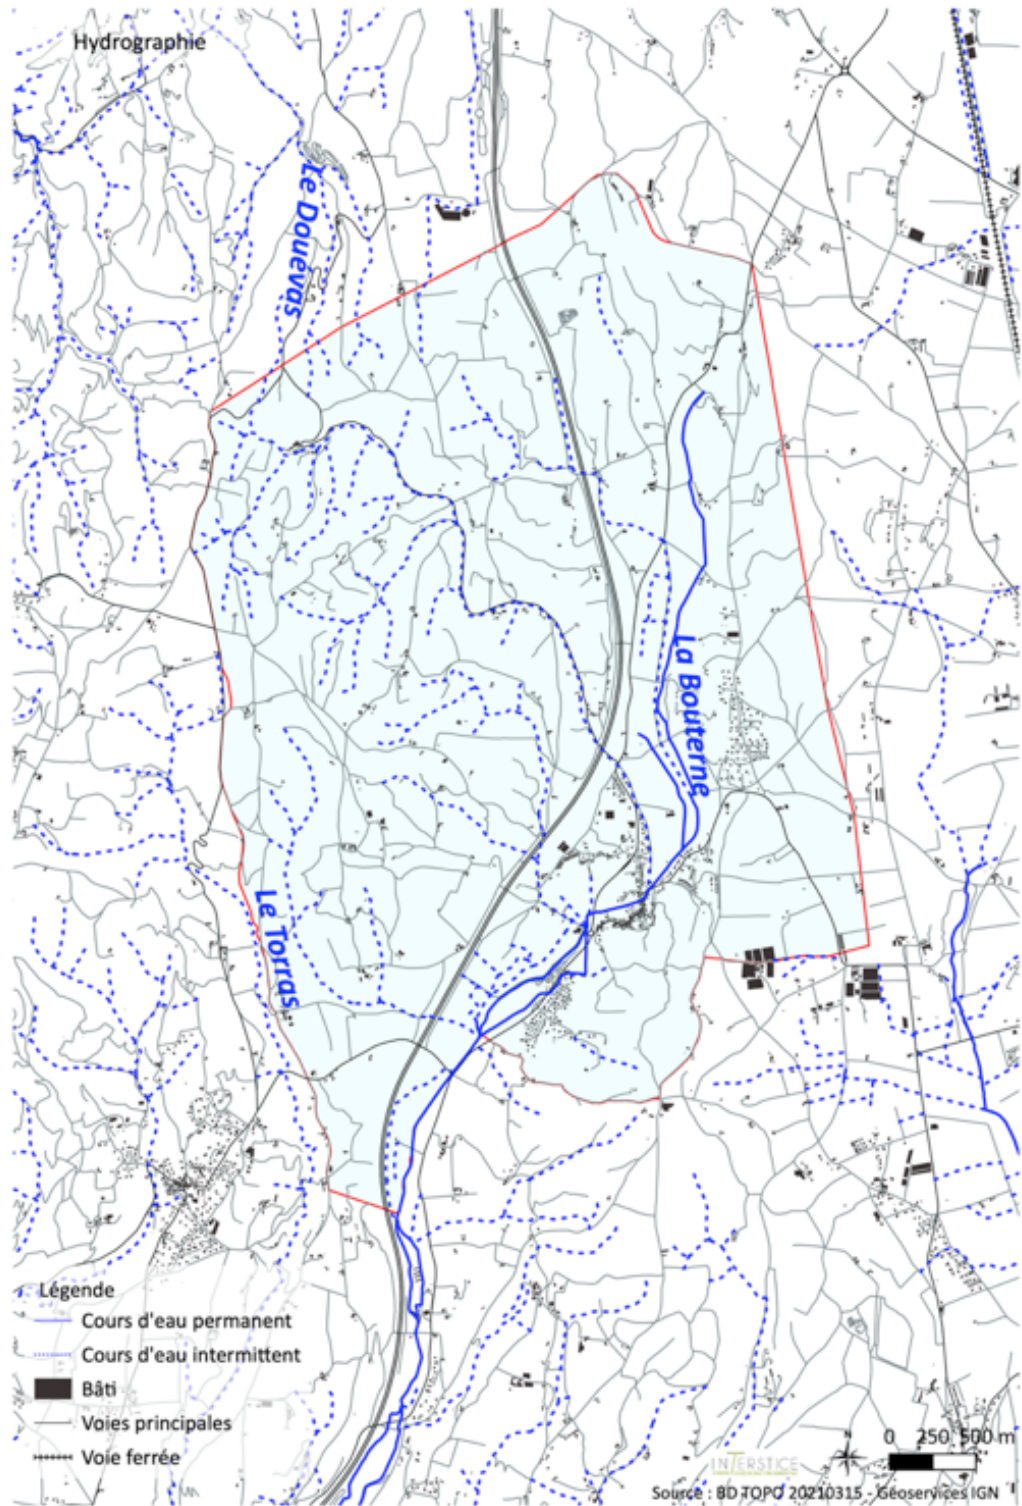 Hydrographie
Le Douévas
La Bouterne
Le Torras
Légende
Cours d'eau permanent
Cours d'eau intermittent
Bâti
Voies principales
Voie ferrée
N
0 250 500 m
INTERSTICE
Source : BD TOPO 20210315 - Géoservices IGN